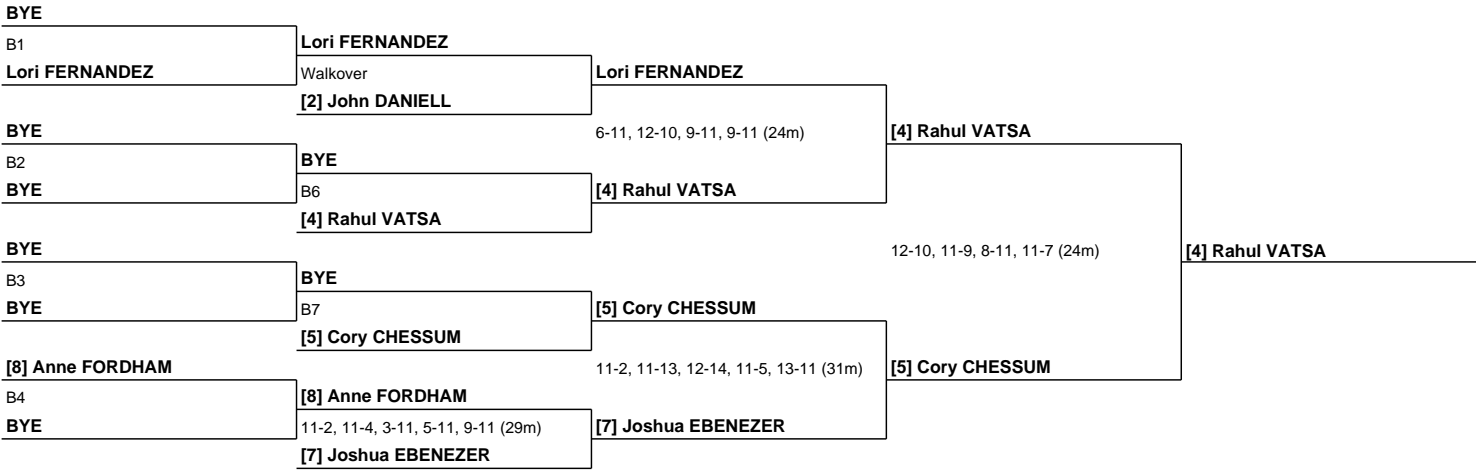 BYE
B1
Lori FERNANDEZ
BYE
B2
BYE
BYE
B3
BYE
[8] Anne FORDHAM
B4
BYE
Lori FERNANDEZ
Walkover
[2] John DANIELL
BYE
B6
[4] Rahul VATSA
BYE
B7
[5] Cory CHESSUM
[8] Anne FORDHAM
11-2, 11-4, 3-11, 5-11, 9-11 (29m)
[7] Joshua EBENEZER
Lori FERNANDEZ
6-11, 12-10, 9-11, 9-11 (24m)
[4] Rahul VATSA
[5] Cory CHESSUM
11-2, 11-13, 12-14, 11-5, 13-11 (31m)
[7] Joshua EBENEZER
[4] Rahul VATSA
12-10, 11-9, 8-11, 11-7 (24m)
[5] Cory CHESSUM
[4] Rahul VATSA